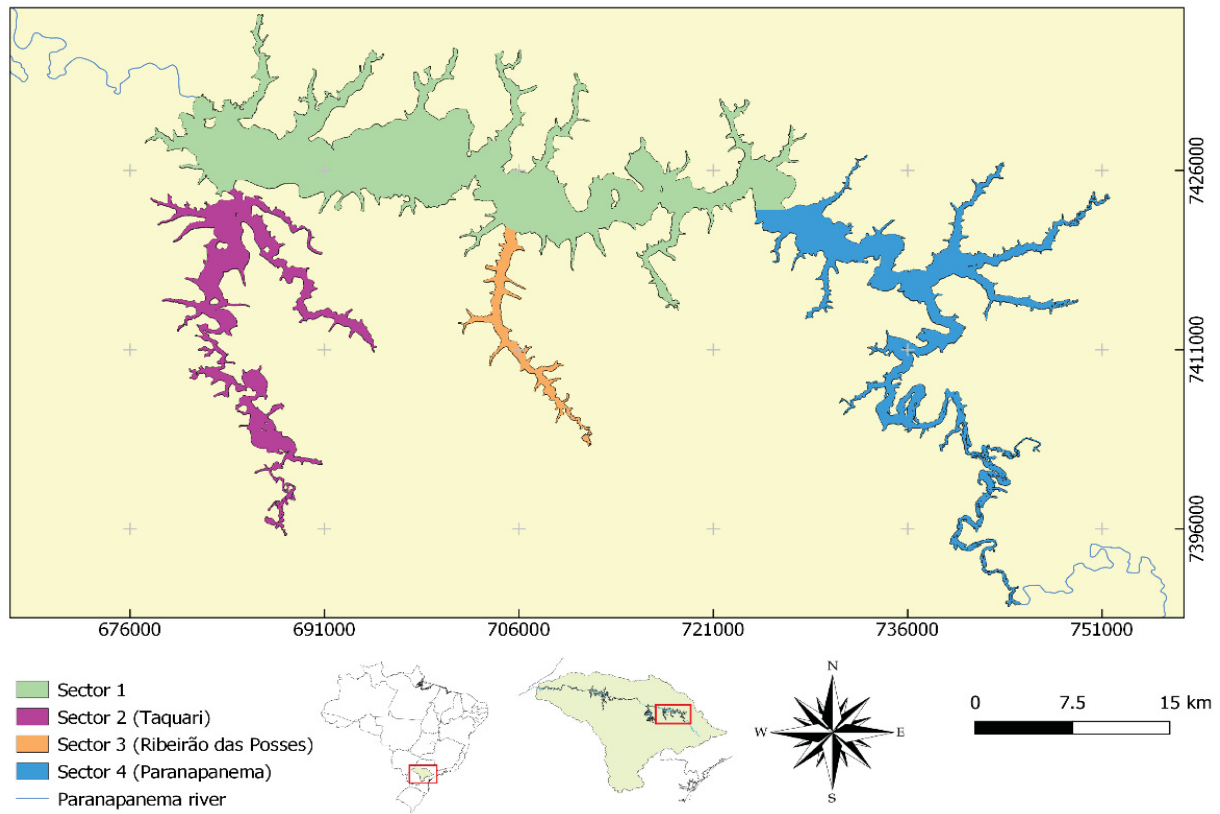 7426000
7411000
7396000
676000 691000 706000 721000 736000 751000
Sector 1
Sector 2 (Taquari)
Sector 3 (Ribeirão das Posses)
Sector 4 (Paranapanema)
Paranapanema river
N
W E
S
0 7.5 15 km